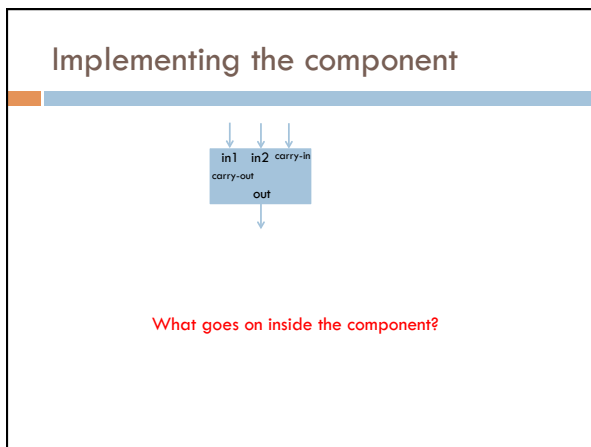 Implementing the component
in1 in2 carry-in
carry-out
out
What goes on inside the component?